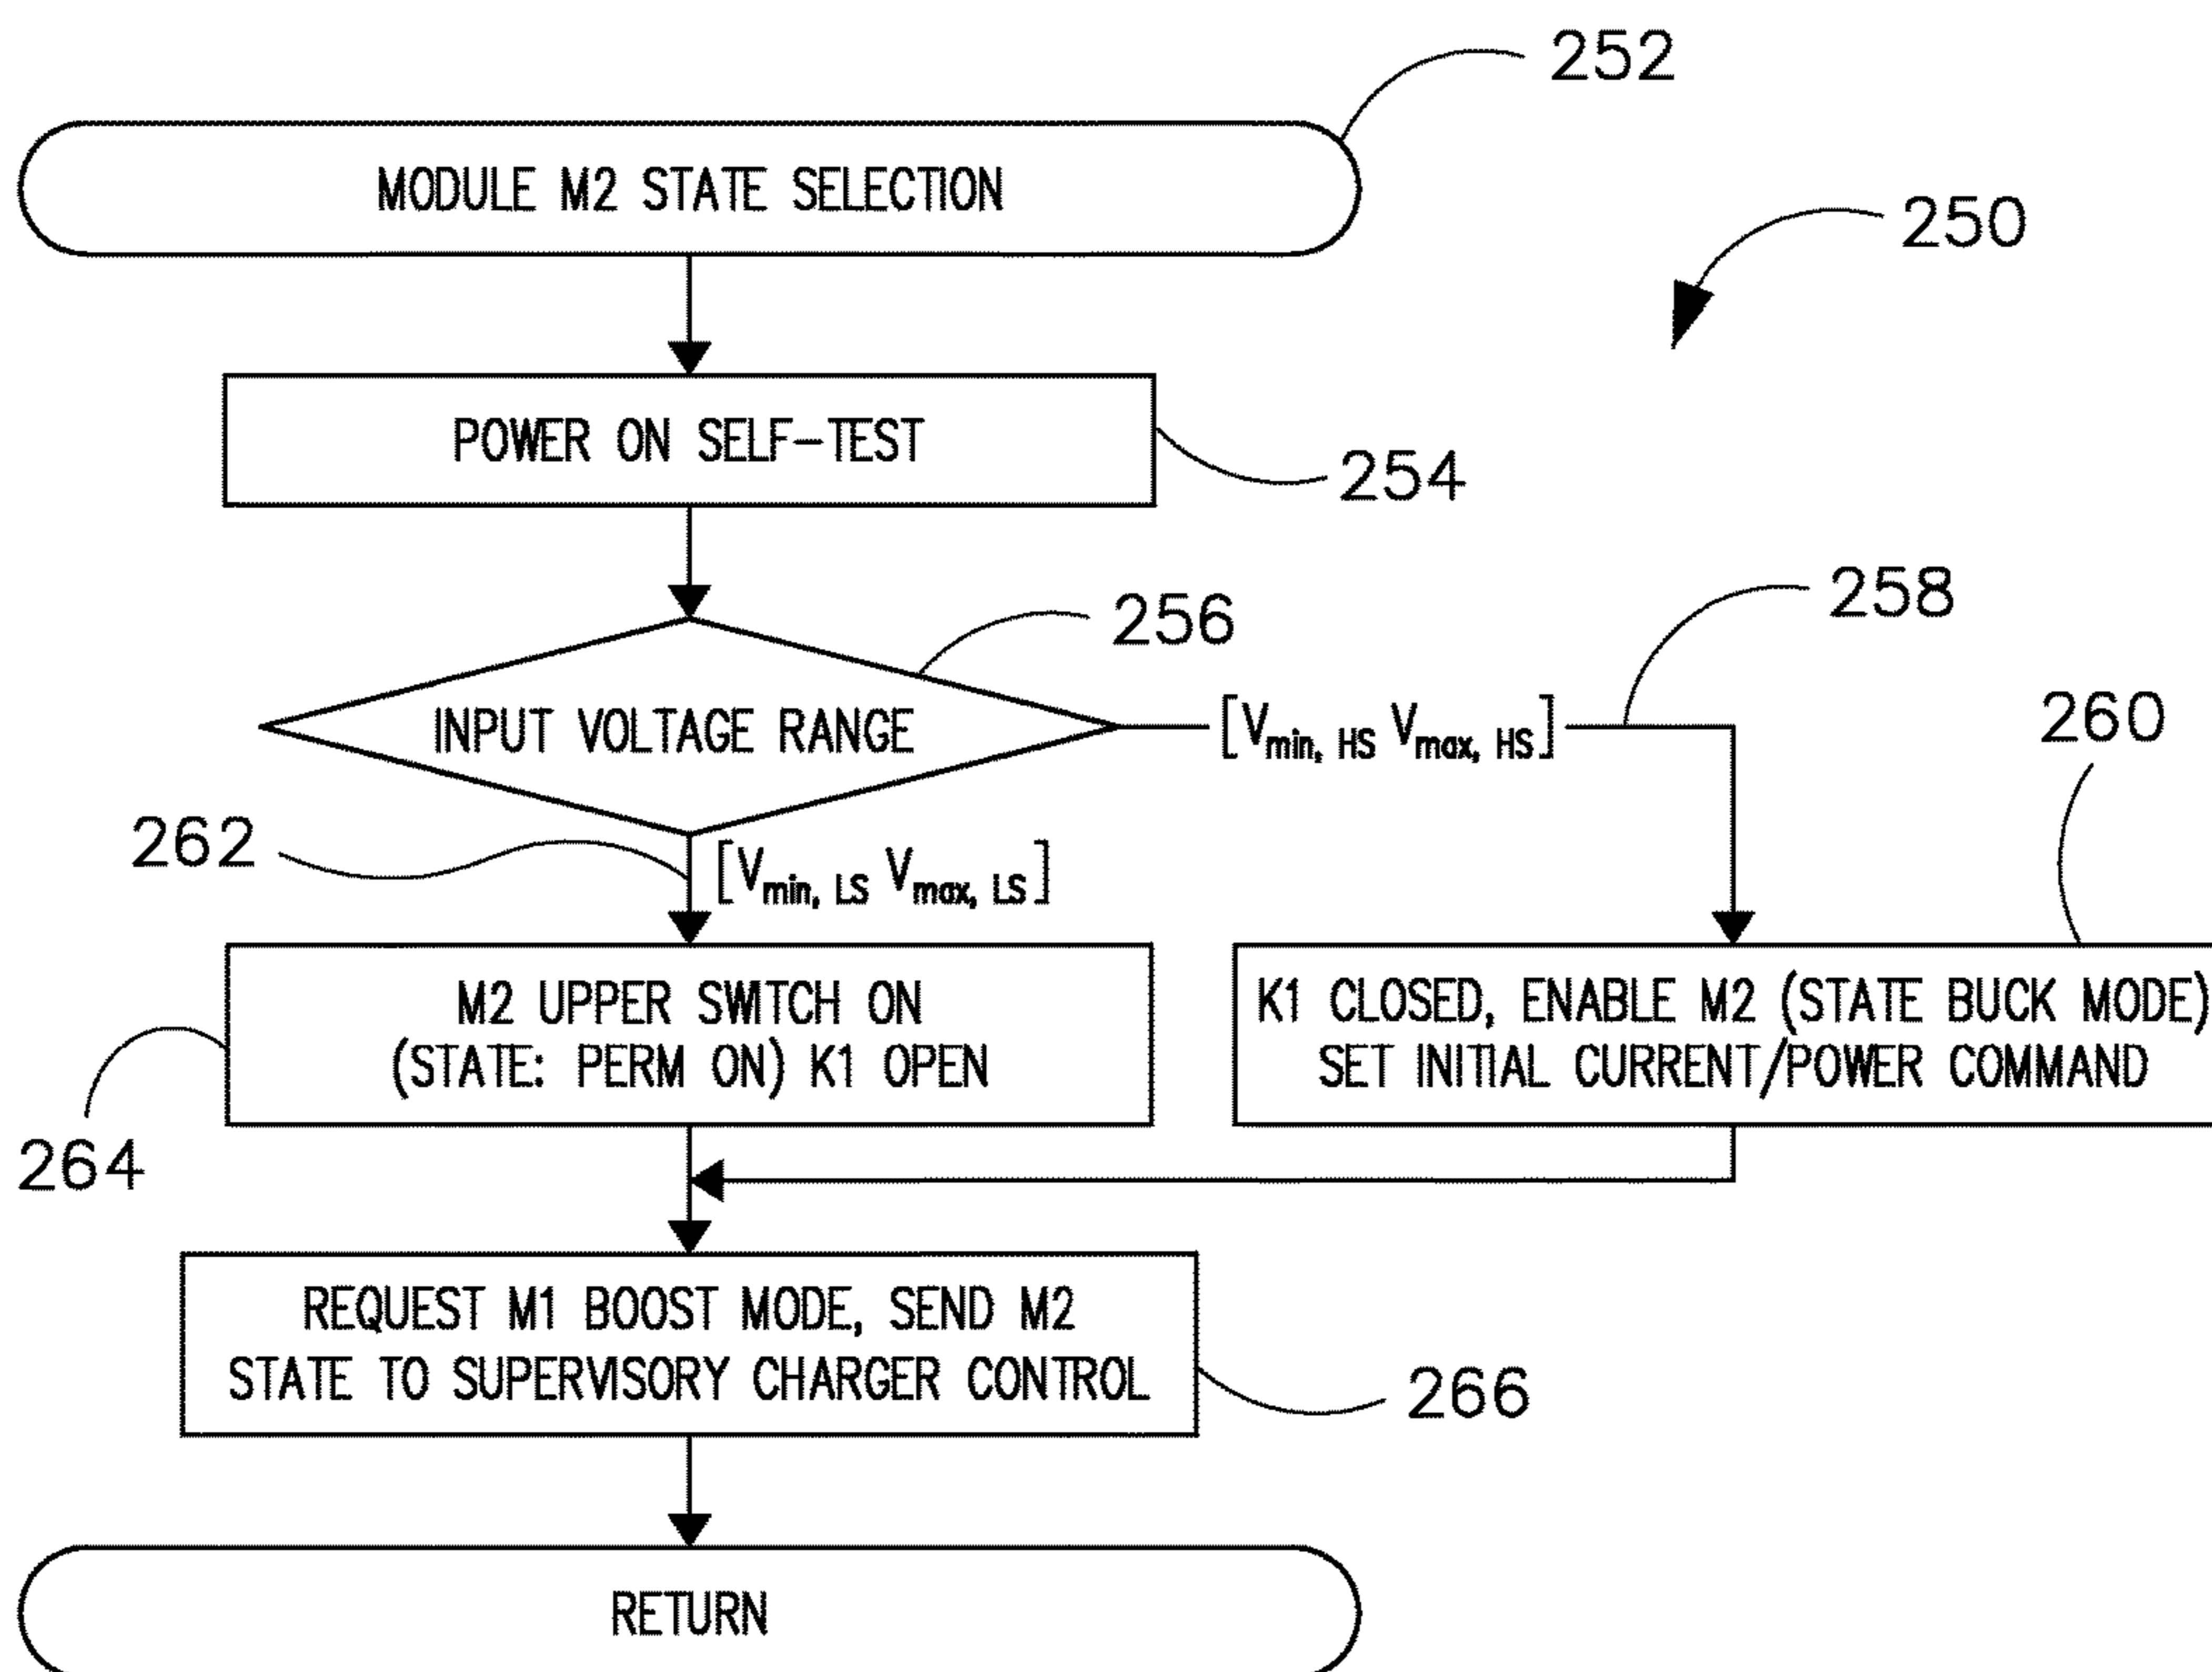 252
MODULE M2 STATE SELECTION
250
POWER ON SELF-TEST
254
256
258
INPUT VOLTAGE RANGE
[Vmin, HS Vmax, HS]
260
262
[Vmin, LS Vmax, LS]
M2 UPPER SWITCH ON
(STATE: PERM ON) K1 OPEN
K1 CLOSED, ENABLE M2 (STATE BUCK MODE)
SET INITIAL CURRENT/POWER COMMAND
264
REQUEST M1 BOOST MODE, SEND M2
STATE TO SUPERVISORY CHARGER CONTROL
266
RETURN